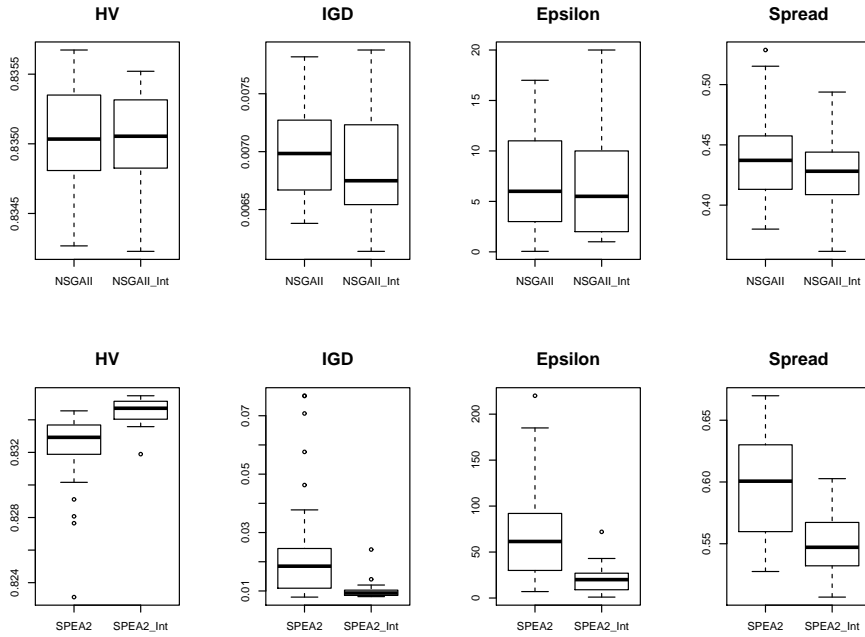 HV
0.8345 0.8350 0.8355
NSGAII NSGAII_Int
IGD
0.0065 0.0070 0.0075
NSGAII NSGAII_Int
Epsilon
0 5 10 15 20
NSGAII NSGAII_Int
Spread
0.40 0.45 0.50
NSGAII NSGAII_Int
HV
0.824 0.828 0.832
SPEA2 SPEA2_Int
IGD
0.01 0.03 0.05 0.07
SPEA2 SPEA2_Int
Epsilon
0 50 100 150 200
SPEA2 SPEA2_Int
Spread
0.55 0.60 0.65
SPEA2 SPEA2_Int